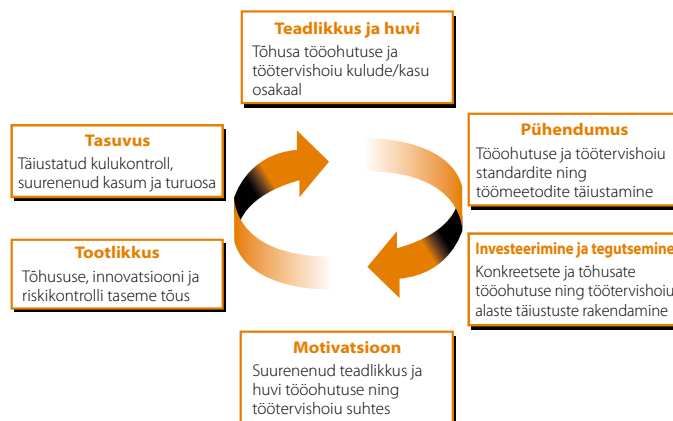 Teadlikkus ja huvi
Tõhusa tööohutuse ja
töötervishoiu kulude/kasu
osakaal
Pühendumus
Tööohutuse ja töötervishoiu
standardite ning
töömeetodite täiustamine
Investeerimine ja tegutsemine
Konkreetsete ja tõhusate
tööohutuse ning töötervishoiu
alaste täiustuste rakendamine
Motivatsioon
Suurenenud teadlikkus ja
huvi tööohutuse ning
töötervishoiu suhtes
Tootlikkus
Tõhususe, innovatsiooni ja
riskikontrolli taseme tõus
Tasuvus
Täiustatud kulukontroll,
suurenenud kasum ja turuosa